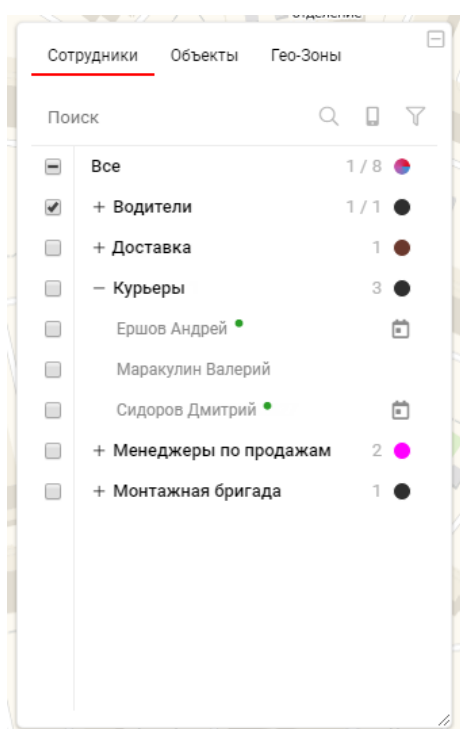 Отделение
Сотрудники Объекты Гео-Зоны
Поиск
Все 1 / 8
+ Водители 1 / 1
+ Доставка 1
− Курьеры 3
Ершов Андрей
Маракулин Валерий
Сидоров Дмитрий
+ Менеджеры по продажам 2
+ Монтажная бригада 1